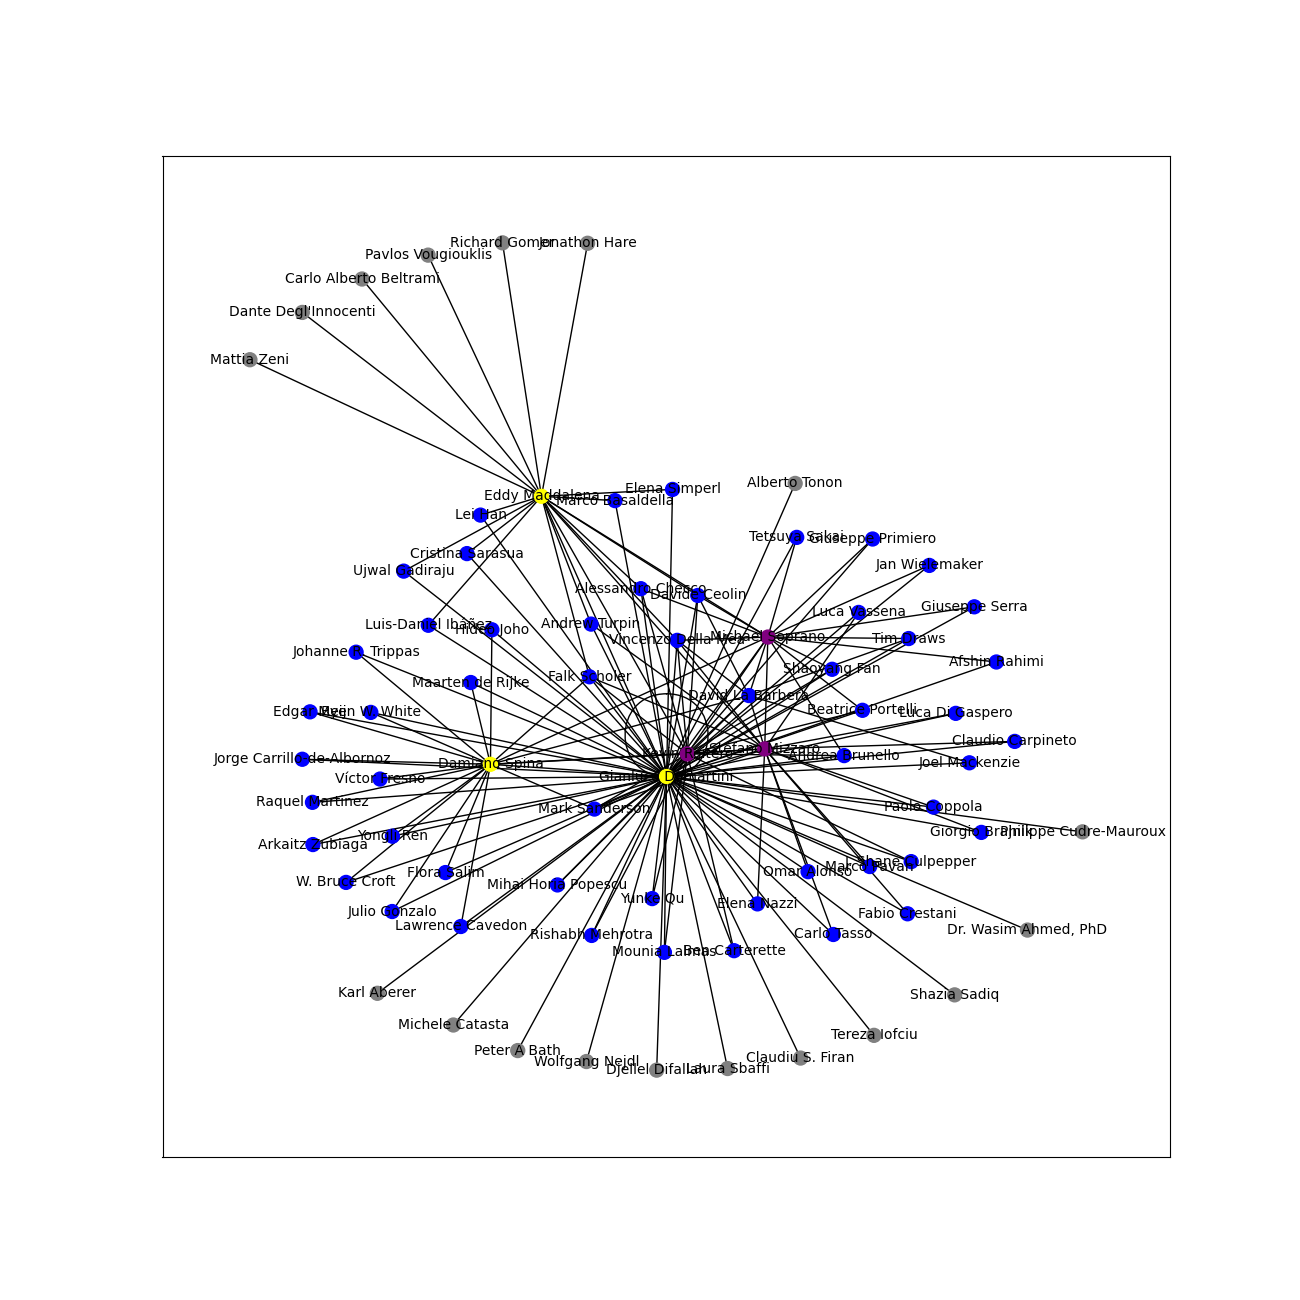 Richard Gomer
Jonathon Hare
Pavlos Vougiouklis
Carlo Alberto Beltrami
Dante Degl'Innocenti
Mattia Zeni
Alberto Tonon
Elena Simperl
Eddy Maddalena
Marco Basaldella
Lei Han
Tetsuya Sakai
Giuseppe Primiero
Cristina Sarasua
Jan Wielemaker
Ujwal Gadiraju
Alessandro Checco
Davide Ceolin
Giuseppe Serra
Luca Vassena
Luis-Daniel Ibáñez
Hideo Joho
Andrew Turpin
Vincenzo Della Mea
Michael Soprano
Tim Draws
Johanne R. Trippas
Afshin Rahimi
Shaoyang Fan
Falk Scholer
Maarten de Rijke
David La Barbera
Beatrice Portelli
Edgar Meij
Ryen W. White
Luca Di Gaspero
Claudio Carpineto
Stefano Mizzaro
Andrea Brunello
Jorge Carrillo-de-Albornoz
Damiano Spina
Joel Mackenzie
Víctor Fresno
Gianluca Demartini
Raquel Martinez
Mark Sanderson
Paolo Coppola
Giorgio Brajnik
Philippe Cudre-Mauroux
Yongli Ren
Arkaitz Zubiaga
Shane Culpepper
Marco Pavan
Omar Alonso
Flora Salim
W. Bruce Croft
Mihai Horia Popescu
Yunke Qu
Elena Nazzi
Julio Gonzalo
Fabio Crestani
Lawrence Cavedon
Dr. Wasim Ahmed, PhD
Rishabh Mehrotra
Carlo Tasso
Mounia Lalmas
Ben Carterette
Karl Aberer
Shazia Sadiq
Michele Catasta
Tereza Iofciu
Peter A Bath
Claudiu S. Firan
Wolfgang Nejdl
Djellel Difallah
Laura Sbaffi